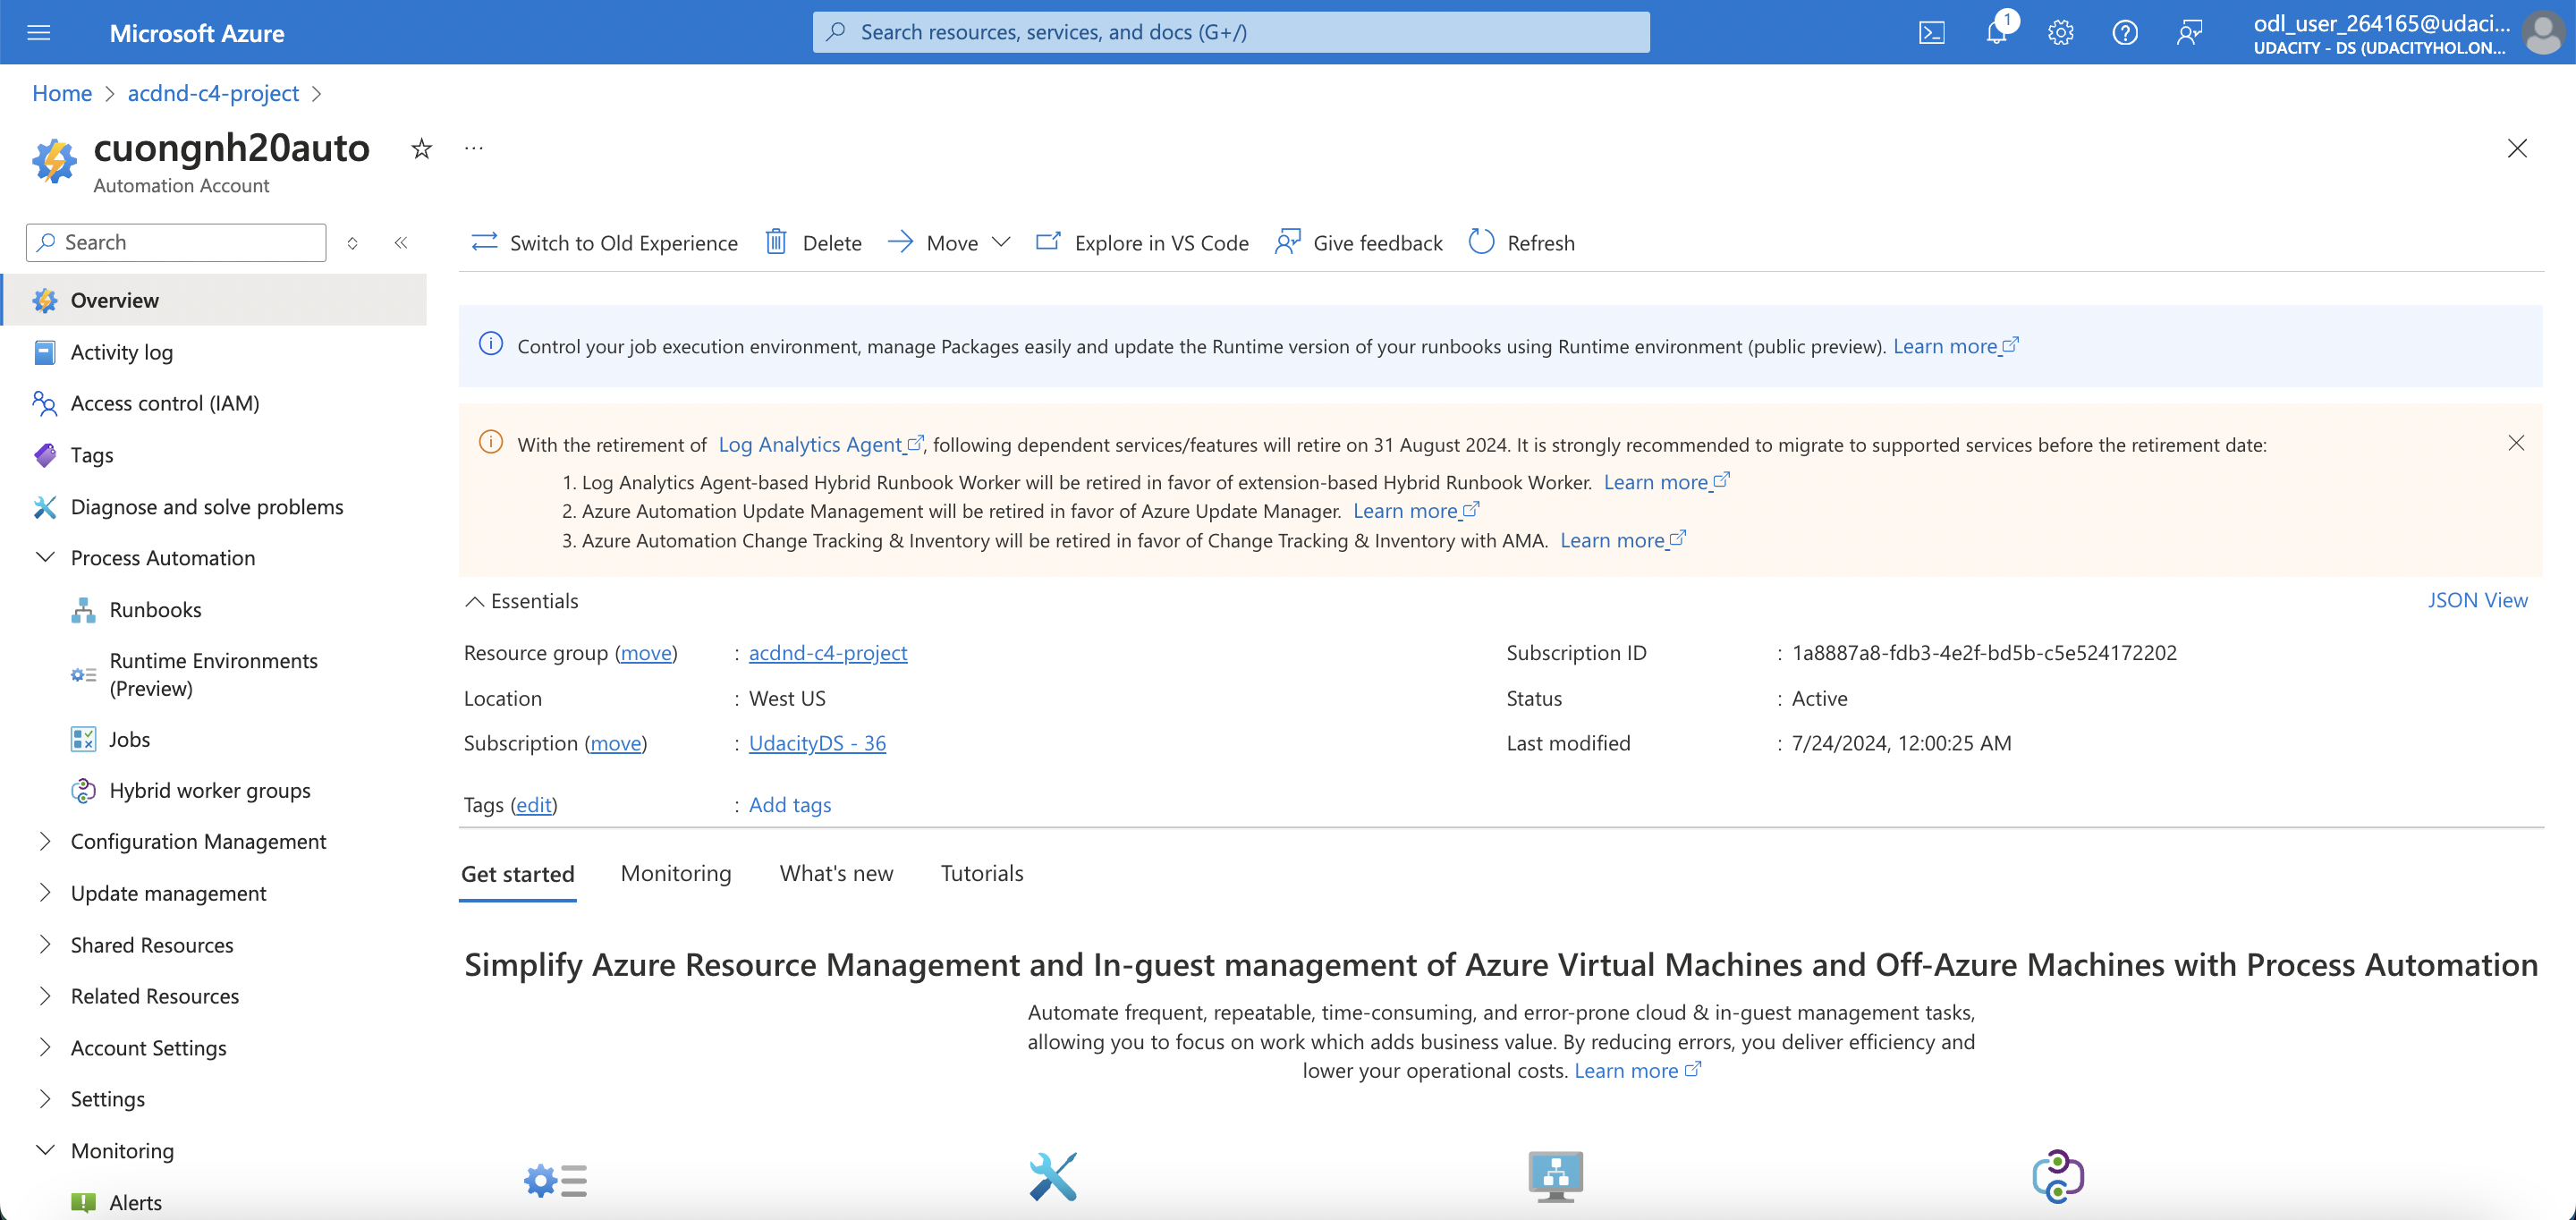 Microsoft Azure
Search resources, services, and docs (G+/)
1
odl_user_264165@udaci...
UDACITY - DS (UDACITYHOL.ON...
Home > acdnd-c4-project >
cuongnh20auto
...
Automation Account
Search
Switch to Old Experience
Delete
Move
Explore in VS Code
Give feedback
Refresh
Overview
Activity log
Access control (IAM)
Tags
Diagnose and solve problems
Process Automation
Runbooks
Runtime Environments
(Preview)
Jobs
Hybrid worker groups
Configuration Management
Update management
Shared Resources
Related Resources
Account Settings
Settings
Monitoring
Alerts
Control your job execution environment, manage Packages easily and update the Runtime version of your runbooks using Runtime environment (public preview). Learn more
With the retirement of Log Analytics Agent, following dependent services/features will retire on 31 August 2024. It is strongly recommended to migrate to supported services before the retirement date:
1. Log Analytics Agent-based Hybrid Runbook Worker will be retired in favor of extension-based Hybrid Runbook Worker. Learn more
2. Azure Automation Update Management will be retired in favor of Azure Update Manager. Learn more
3. Azure Automation Change Tracking & Inventory will be retired in favor of Change Tracking & Inventory with AMA. Learn more
Essentials
JSON View
Resource group (move) : acdnd-c4-project
Location : West US
Subscription (move) : UdacityDS - 36
Subscription ID : 1a8887a8-fdb3-4e2f-bd5b-c5e524172202
Status : Active
Last modified : 7/24/2024, 12:00:25 AM
Tags (edit) : Add tags
Get started
Monitoring
What's new
Tutorials
Simplify Azure Resource Management and In-guest management of Azure Virtual Machines and Off-Azure Machines with Process Automation
Automate frequent, repeatable, time-consuming, and error-prone cloud & in-guest management tasks,
allowing you to focus on work which adds business value. By reducing errors, you deliver efficiency and
lower your operational costs. Learn more